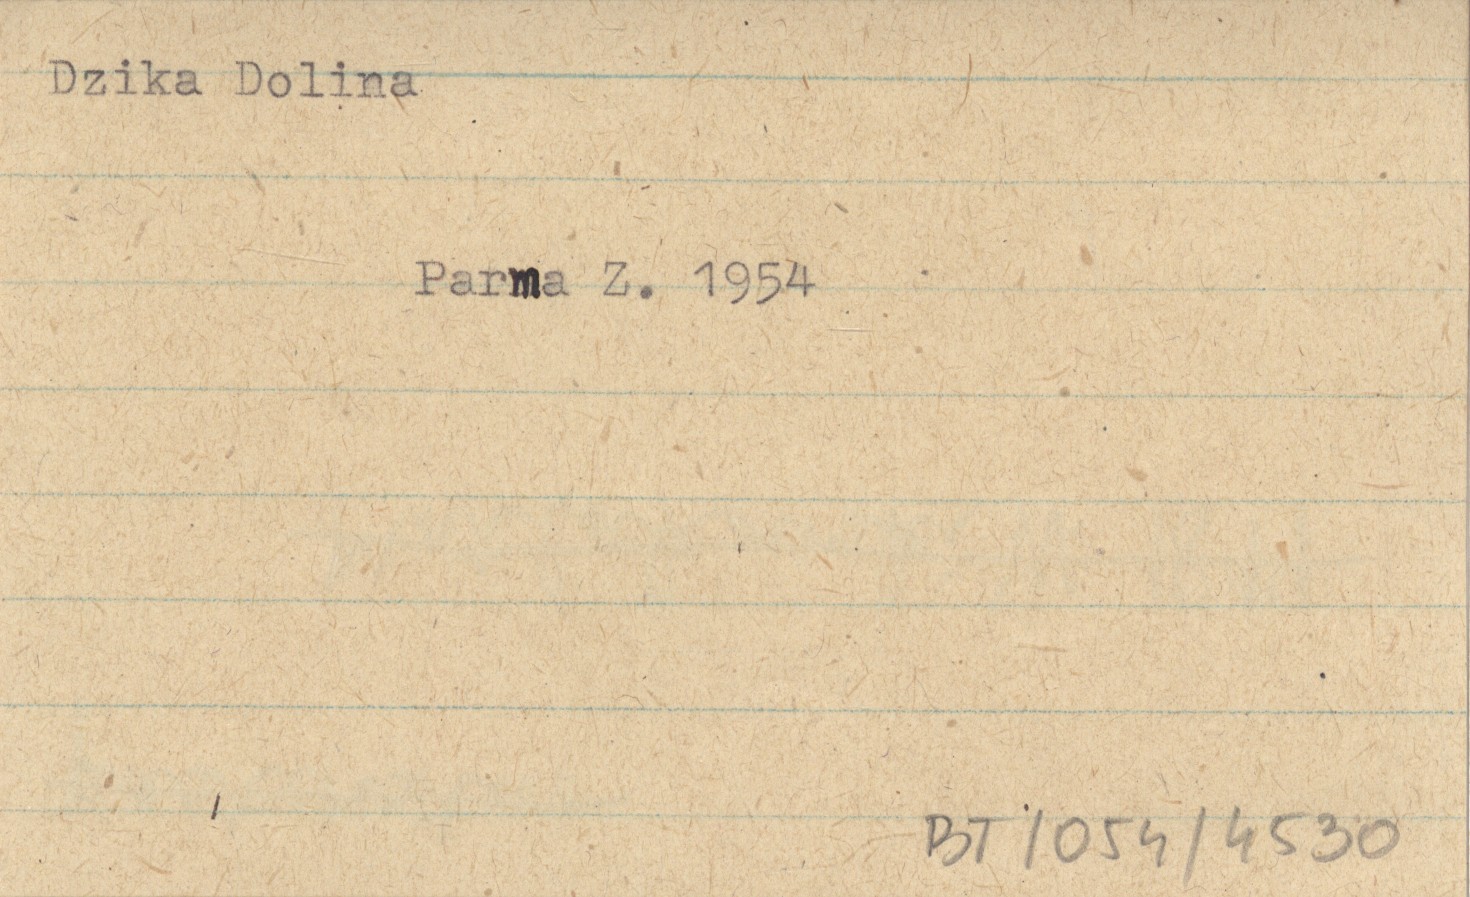 Dzika Dolina
Parma Z. 1954
BT/054/4530